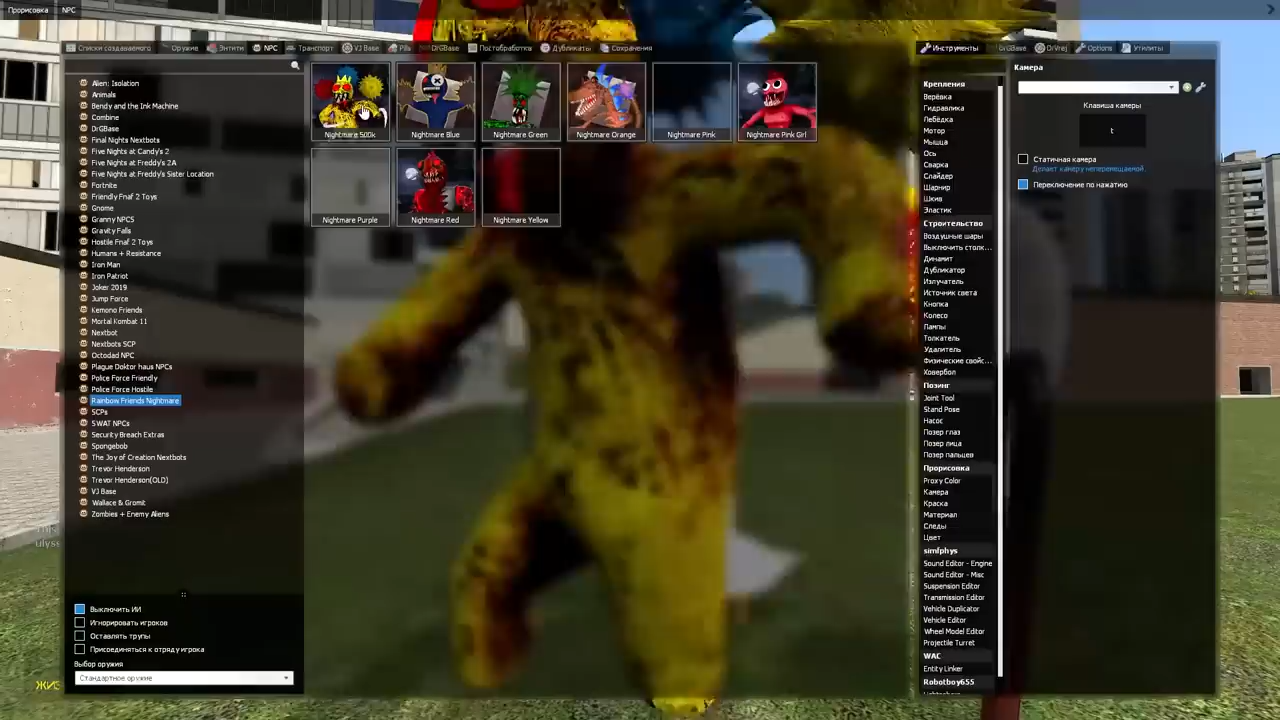 Прорисовка NPC
Списки создаваемого Оружие Энтити NPC Транспорт VJ Base Pill DrGBase Постобработка Дубликаты Сохранения
Инструменты DrGBase DrVrej Options Утилиты
Alien: Isolation
Animals
Bendy and the Ink Machine
Combine
DrGBase
Final Nights Nextbots
Five Nights at Candy's 2
Five Nights at Freddy's 2A
Five Nights at Freddy's Sister Location
Fortnite
Friendly Fnaf 2 Toys
Gnome
Granny NPCS
Gravity Falls
Hostile Fnaf 2 Toys
Humans + Resistance
Iron Man
Iron Patriot
Joker 2019
Jump Force
Kemono Friends
Mortal Kombat 11
Nextbot
Nextbots SCP
Octodad NPC
Plague Doktor haus NPCs
Police Force Friendly
Police Force Hostile
Rainbow Friends Nightmare
SCPs
SWAT NPCs
Security Breach Extras
Spongebob
The Joy of Creation Nextbots
Trevor Henderson
Trevor Henderson(OLD)
VJ Base
Wallace & Gromit
Zombies + Enemy Aliens
Выключить ИИ
Игнорировать игроков
Оставлять трупы
Присоединяться к отряду игрока
Выбор оружия
Стандартное оружие
Nightmare 500k
Nightmare Blue
Nightmare Green
Nightmare Orange
Nightmare Pink
Nightmare Pink Girl
Nightmare Purple
Nightmare Red
Nightmare Yellow
Крепления
Верёвка
Гидравлика
Лебёдка
Мотор
Мышца
Ось
Сварка
Слайдер
Шарнир
Шкив
Эластик
Строительство
Воздушные шары
Выключить столк...
Динамит
Дубликатор
Излучатель
Источник света
Кнопка
Колесо
Лампы
Толкатель
Удалитель
Физические свойс...
Ховербол
Позинг
Joint Tool
Stand Pose
Насос
Позер глаз
Позер лица
Позер пальцев
Прорисовка
Proxy Color
Камера
Краска
Материал
Следы
Цвет
simfphys
Sound Editor - Engine
Sound Editor - Misc
Suspension Editor
Transmission Editor
Vehicle Duplicator
Vehicle Editor
Wheel Model Editor
Projectile Turret
WAC
Entity Linker
Robotboy655
Камера
Клавиша камеры
t
Статичная камера
Делает камеру неперемещаемой.
Переключение по нажатию